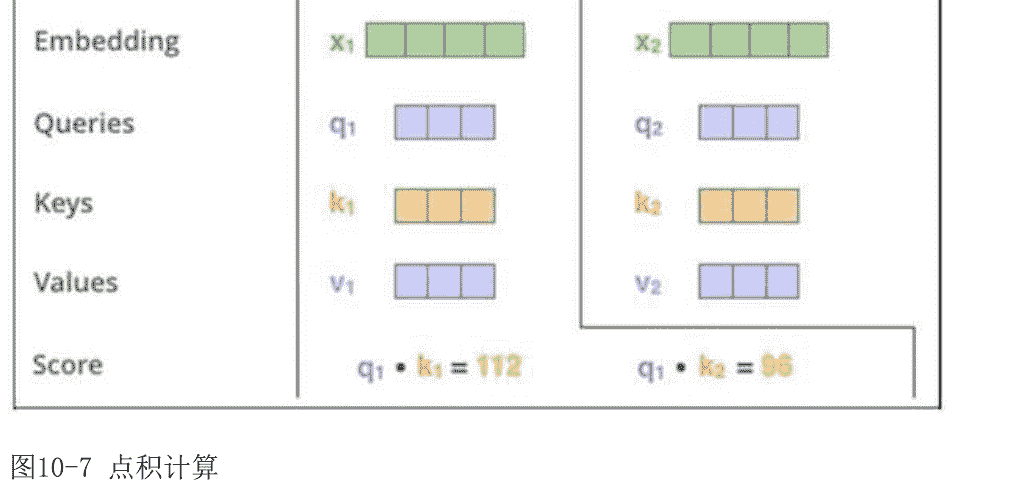 Embedding x₁ x₂
Queries q₁ q₂
Keys k₁ k₂
Values v₁ v₂
Score q₁ • k₁ = 112 q₁ • k₂ = 96
图10-7 点积计算